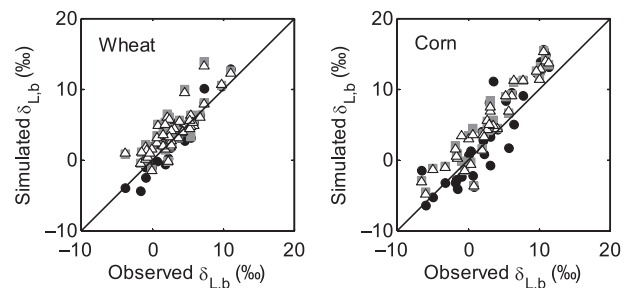 Wheat
Simulated δL,b (‰)
20
10
0
−10
−10 0 10 20
Observed δL,b (‰)
Corn
Simulated δL,b (‰)
20
10
0
−10
−10 0 10 20
Observed δL,b (‰)